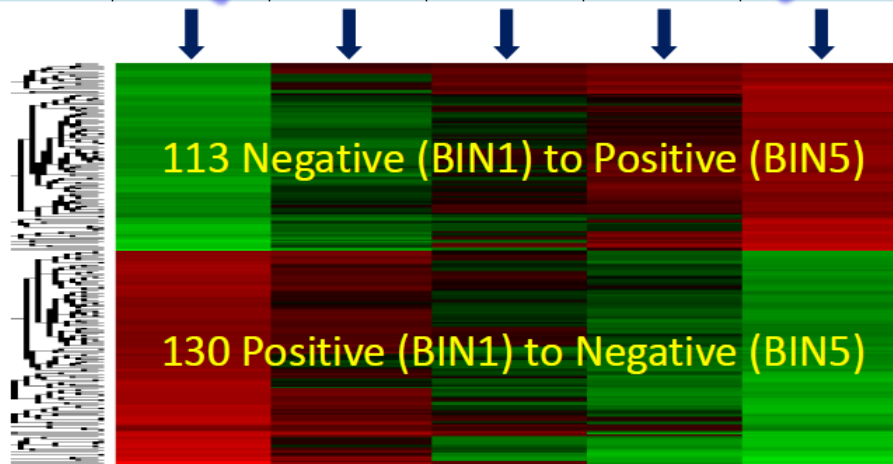 113 Negative (BIN1) to Positive (BIN5)
130 Positive (BIN1) to Negative (BIN5)